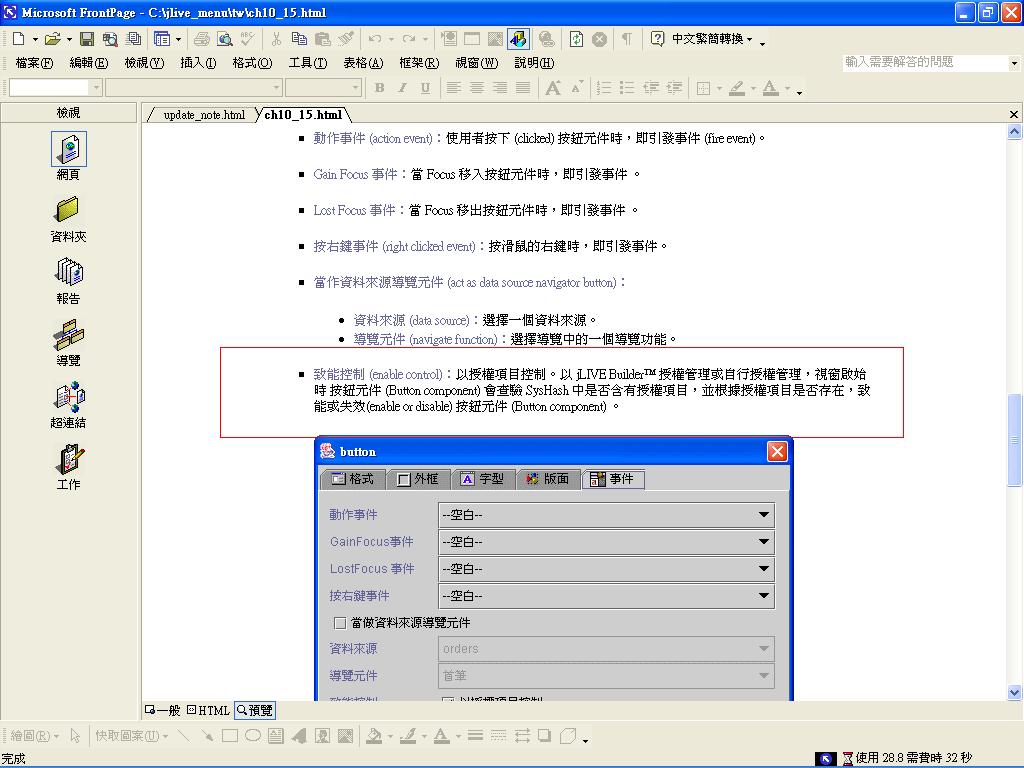 Microsoft FrontPage - C:\jlive_menu\tw\ch10_15.html
中文繁簡轉換
檔案(F) 編輯(E) 檢視(V) 插入(I) 格式(O) 工具(T) 表格(A) 框架(R) 視窗(W) 說明(H) 輸入需要解答的問題
B I U
檢視
update_note.html ch10_15.html
網頁
資料夾
報告
導覽
超連結
工作
動作事件 (action event)：使用者按下 (clicked) 按鈕元件時，即引發事件 (fire event)。
Gain Focus 事件：當 Focus 移入按鈕元件時，即引發事件 。
Lost Focus 事件：當 Focus 移出按鈕元件時，即引發事件 。
按右鍵事件 (right clicked event)：按滑鼠的右鍵時，即引發事件。
當作資料來源導覽元件 (act as data source navigator button)：
資料來源 (data source)：選擇一個資料來源。
導覽元件 (navigate function)：選擇導覽中的一個導覽功能。
致能控制 (enable control)：以授權項目控制。以 jLIVE Builder™ 授權管理或自行授權管理，視窗啟始
時 按鈕元件 (Button component) 會查驗 SysHash 中是否含有授權項目，並根據授權項目是否存在，致
能或失效(enable or disable) 按鈕元件 (Button component) 。
button
格式 外框 字型 版面 事件
動作事件 --空白--
GainFocus事件 --空白--
LostFocus 事件 --空白--
按右鍵事件 --空白--
當做資料來源導覽元件
資料來源 orders
導覽元件 首筆
致能控制 以授權項目控制
一般 HTML 預覽
繪圖(R) 快取圖案(U)
完成 使用 28.8 需費時 32 秒